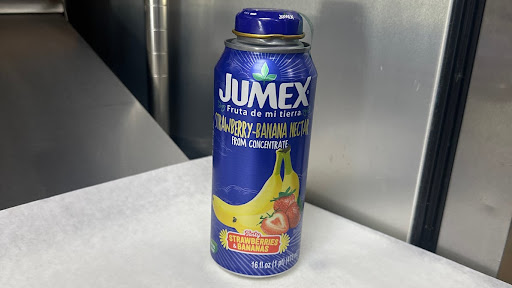 JUMEX
JUMEX
Fruta de mi tierra
STRAWBERRY-BANANA NECTAR
FROM CONCENTRATE
STRAWBERRIES
& BANANAS
16 fl oz (1 pt)